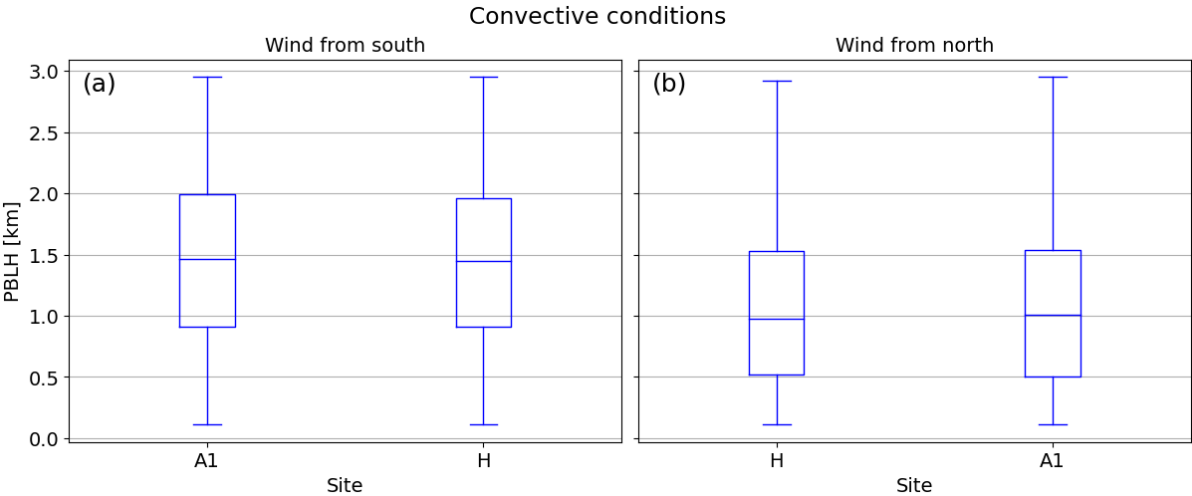 Convective conditions
Wind from south
Wind from north
(a)
(b)
PBLH [km]
3.0
2.5
2.0
1.5
1.0
0.5
0.0
A1
H
H
A1
Site
Site